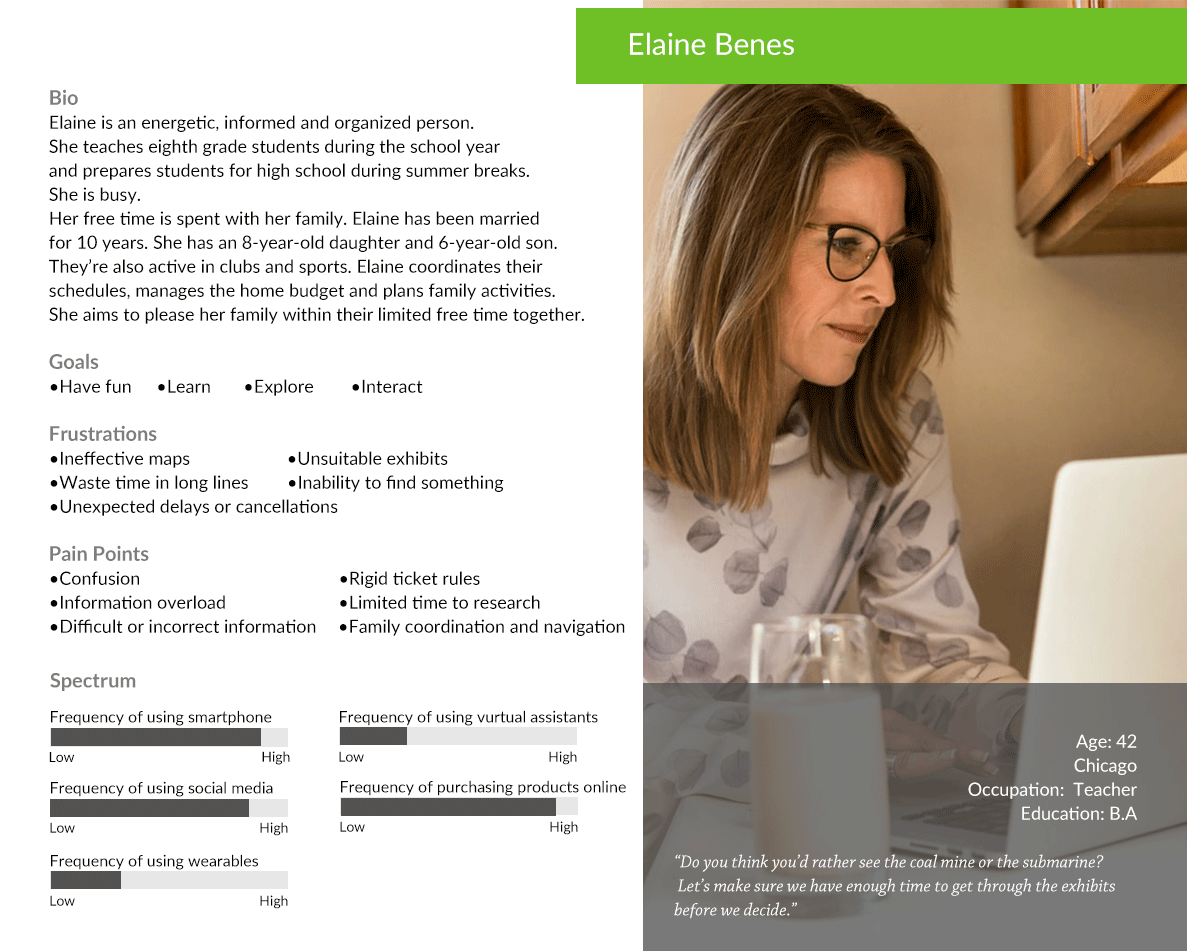 Elaine Benes
Bio
Elaine is an energetic, informed and organized person.
She teaches eighth grade students during the school year
and prepares students for high school during summer breaks.
She is busy.
Her free time is spent with her family. Elaine has been married
for 10 years. She has an 8-year-old daughter and 6-year-old son.
They’re also active in clubs and sports. Elaine coordinates their
schedules, manages the home budget and plans family activities.
She aims to please her family within their limited free time together.
Goals
•Have fun •Learn •Explore •Interact
Frustrations
•Ineffective maps •Unsuitable exhibits
•Waste time in long lines •Inability to find something
•Unexpected delays or cancellations
Pain Points
•Confusion •Rigid ticket rules
•Information overload •Limited time to research
•Difficult or incorrect information •Family coordination and navigation
Spectrum
Frequency of using smartphone
Low High
Frequency of using vurtual assistants
Low High
Frequency of using social media
Low High
Frequency of purchasing products online
Low High
Frequency of using wearables
Low High
Age: 42
Chicago
Occupation: Teacher
Education: B.A
“Do you think you’d rather see the coal mine or the submarine?
Let’s make sure we have enough time to get through the exhibits
before we decide.”